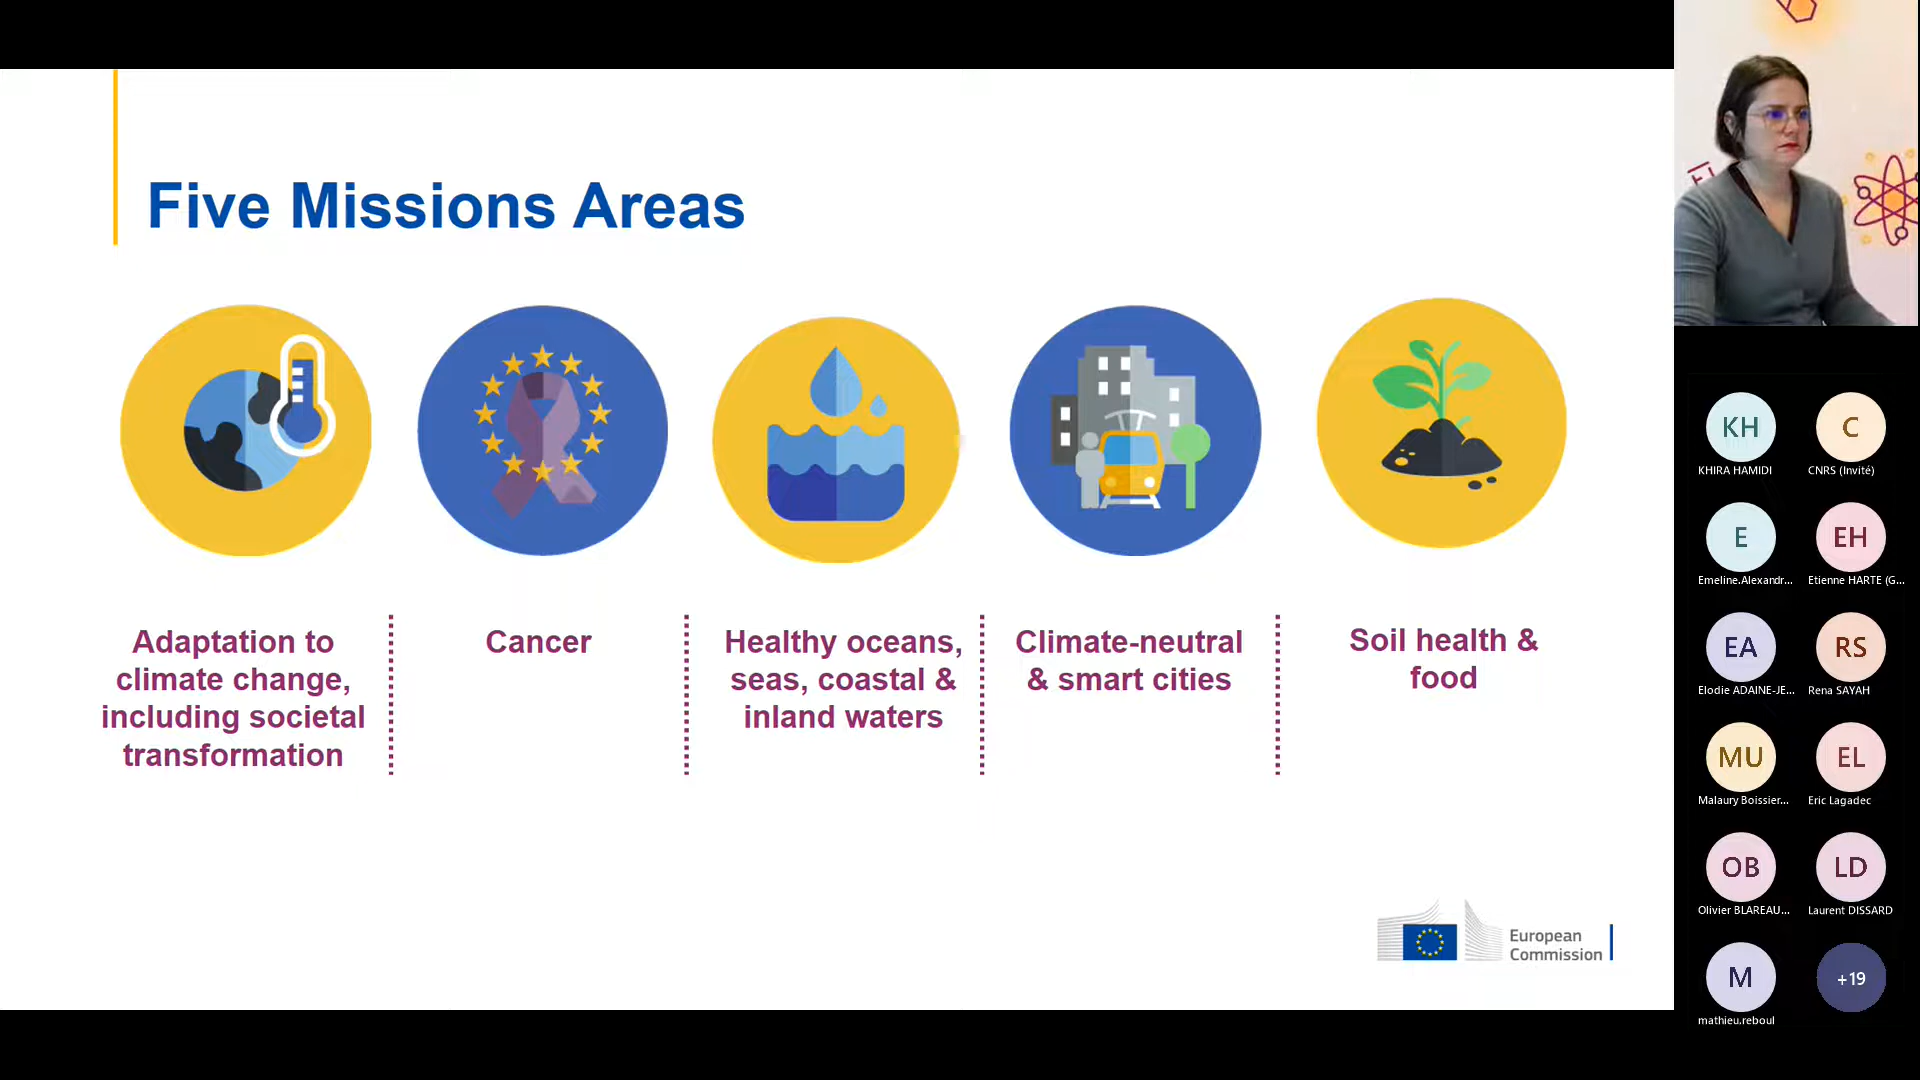 Five Missions Areas
Adaptation to
climate change,
including societal
transformation
Cancer
Healthy oceans,
seas, coastal &
inland waters
Climate-neutral
& smart cities
Soil health &
food
European
Commission
KH
KHIRA HAMIDI
C
CNRS (Invité)
E
Emeline.Alexandr...
EH
Etienne HARTE (G...
EA
Elodie ADAINE-JE...
RS
Rena SAYAH
MU
Malaury Boissier...
EL
Eric Lagadec
OB
Olivier BLAREAU...
LD
Laurent DISSARD
M
mathieu.reboul
+19